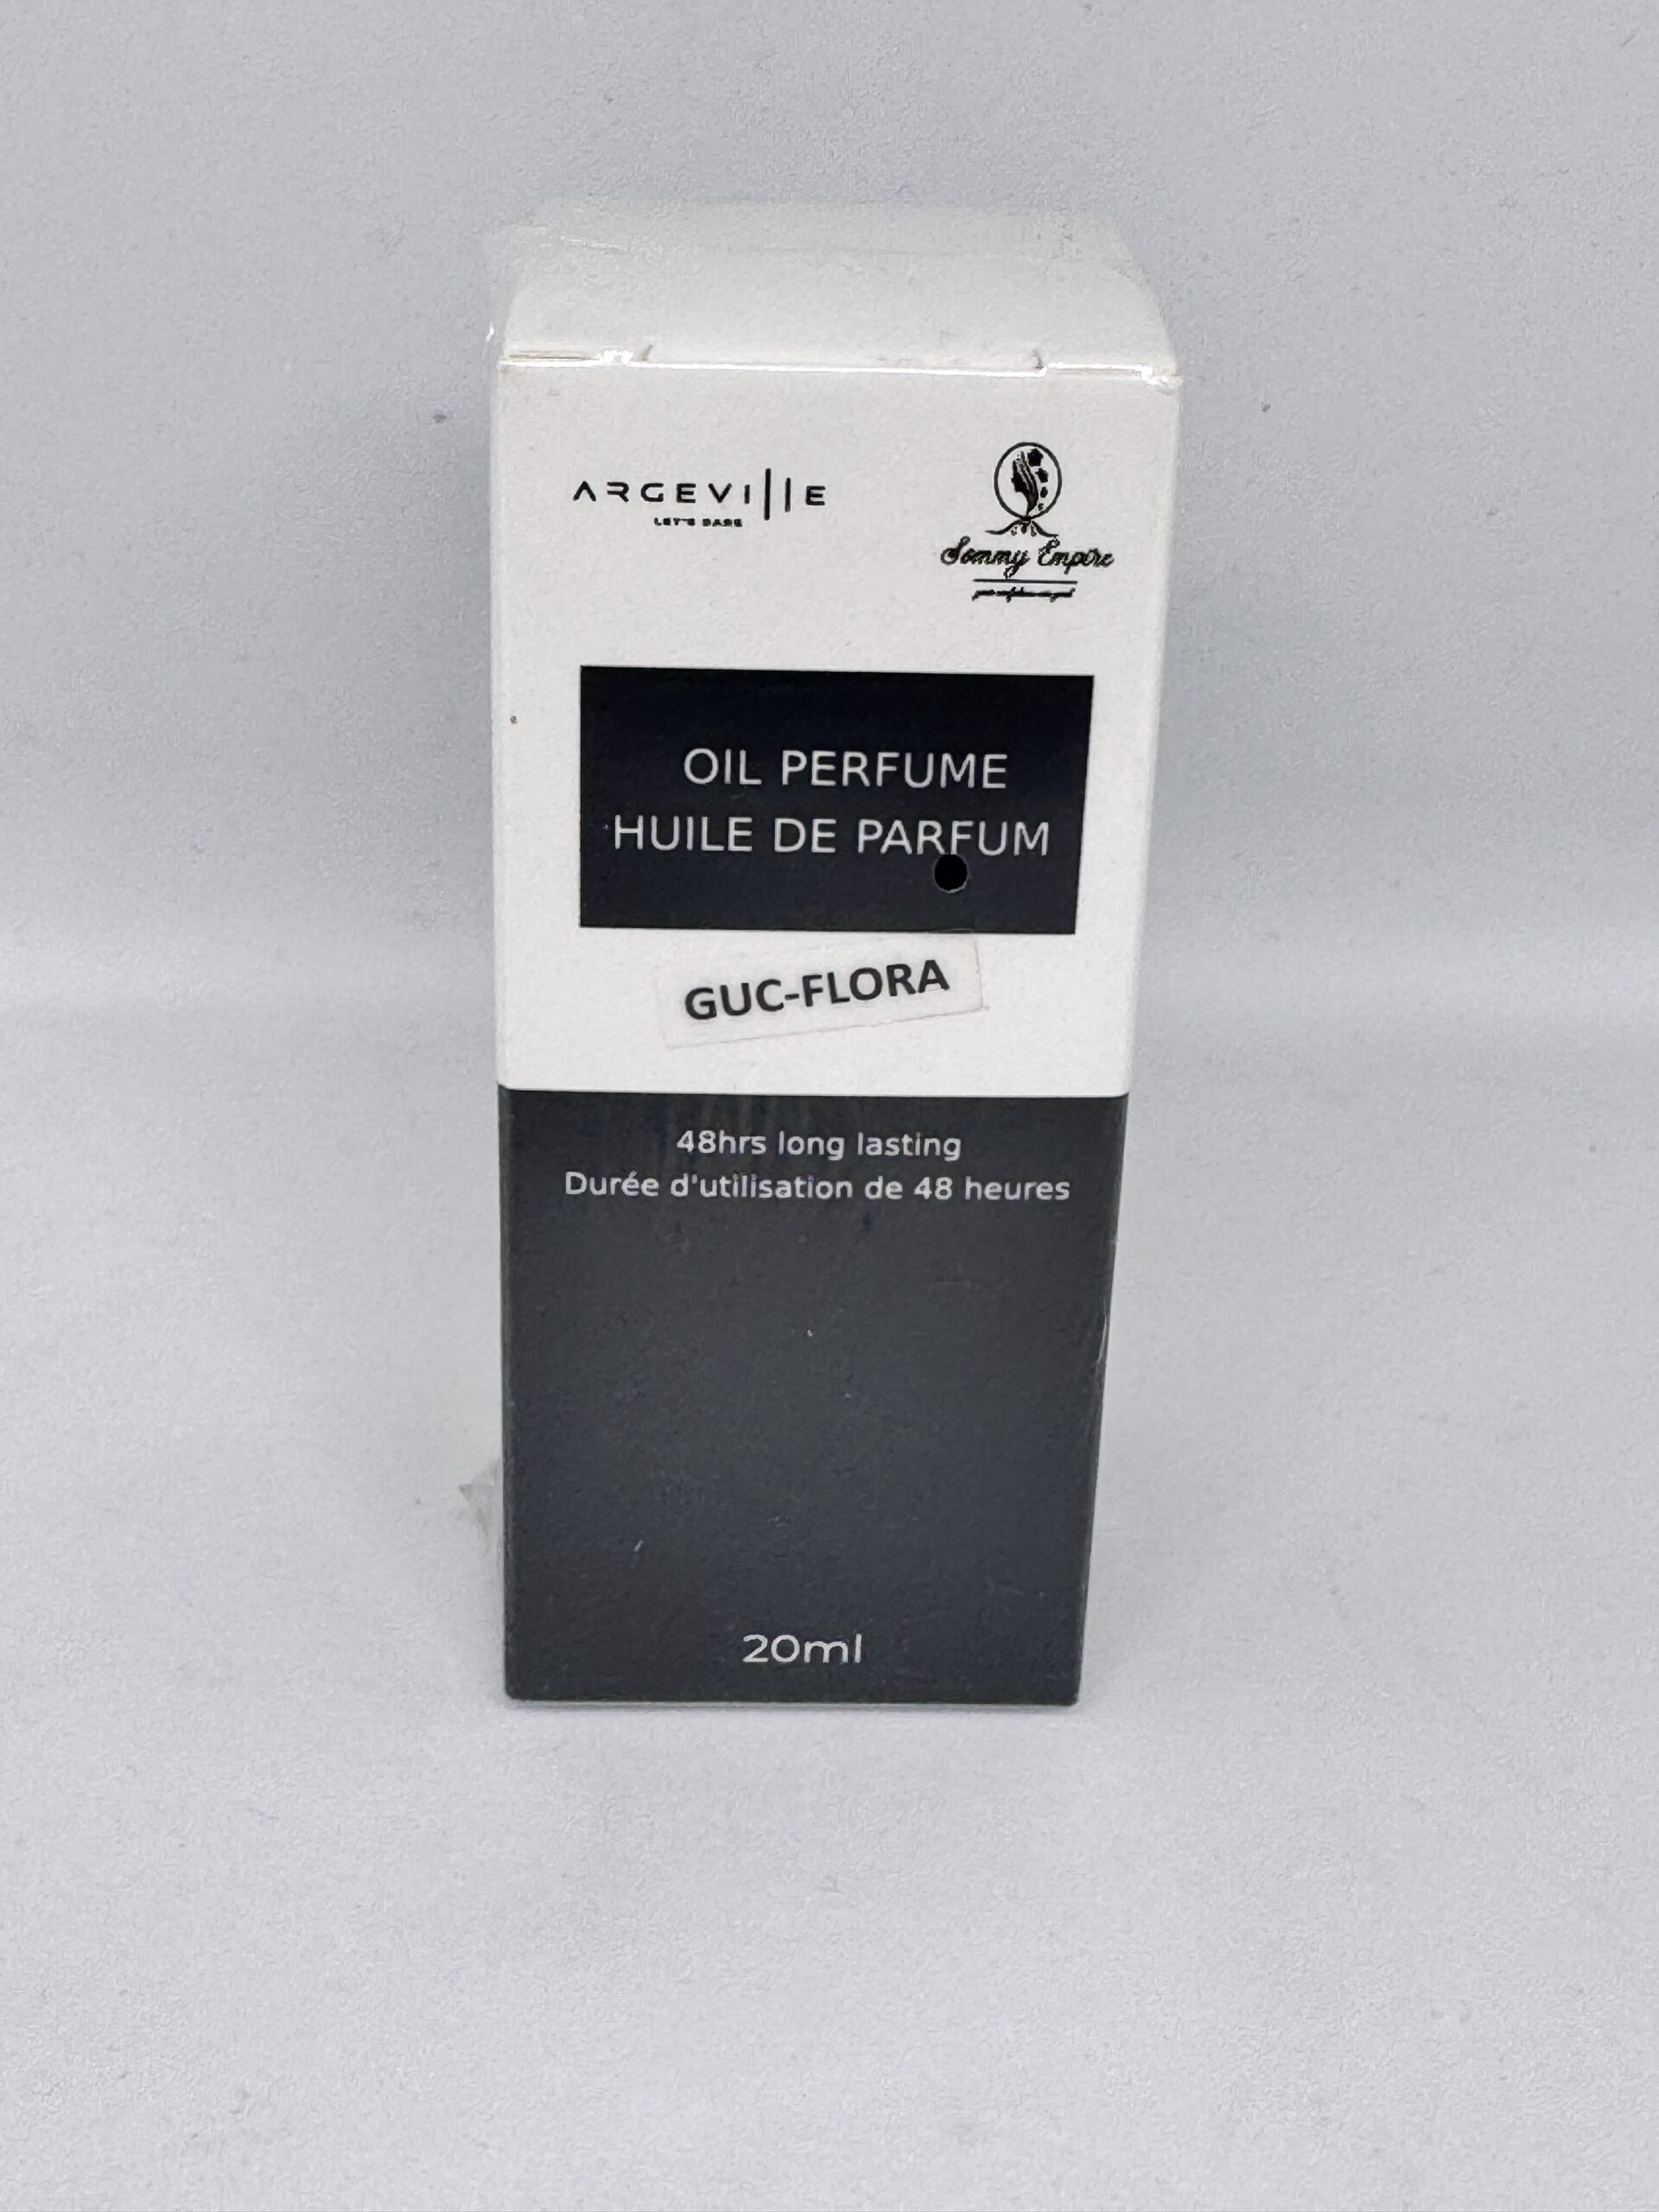 ARGEVILLE
LET'S DARE
Sommy Empire
OIL PERFUME
HUILE DE PARFUM
GUC-FLORA
48hrs long lasting
Durée d'utilisation de 48 heures
20ml